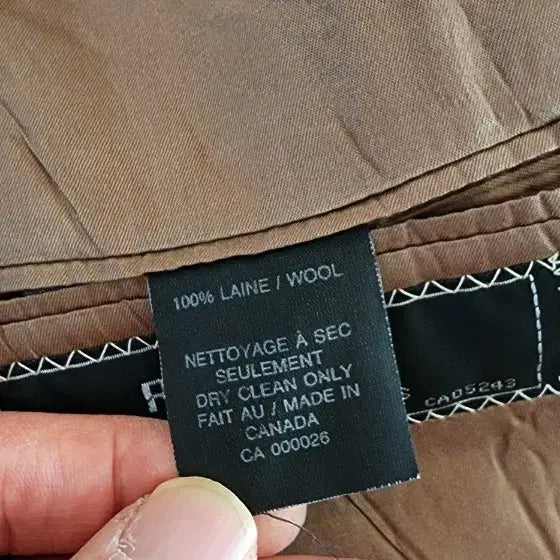 100% LAINE / WOOL
NETTOYAGE À SEC
SEULEMENT
DRY CLEAN ONLY
FAIT AU / MADE IN
CANADA
CA 000026
CA05243